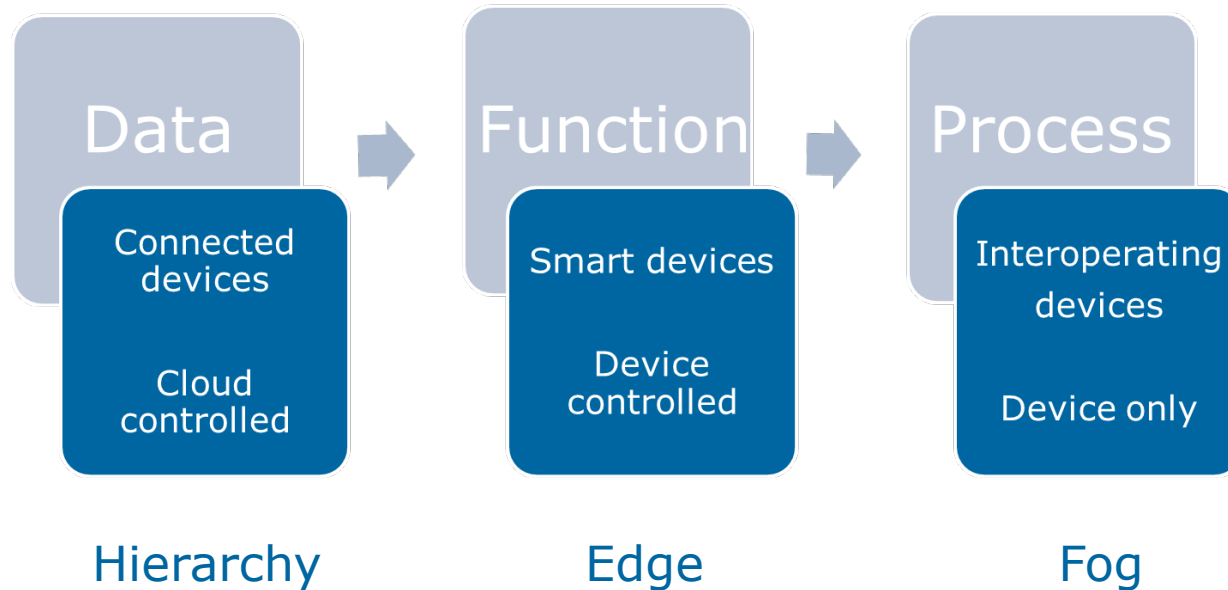 Data
Connected
devices
Cloud
controlled
Hierarchy
Function
Smart devices
Device
controlled
Edge
Process
Interoperating
devices
Device only
Fog